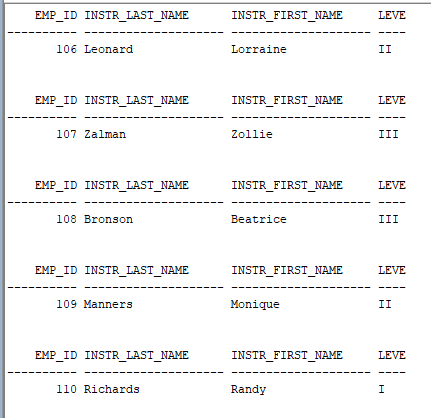 EMP_ID INSTR_LAST_NAME INSTR_FIRST_NAME LEVE
---------- -------------------- -------------------- ----
106 Leonard Lorraine II
EMP_ID INSTR_LAST_NAME INSTR_FIRST_NAME LEVE
---------- -------------------- -------------------- ----
107 Zalman Zollie III
EMP_ID INSTR_LAST_NAME INSTR_FIRST_NAME LEVE
---------- -------------------- -------------------- ----
108 Bronson Beatrice III
EMP_ID INSTR_LAST_NAME INSTR_FIRST_NAME LEVE
---------- -------------------- -------------------- ----
109 Manners Monique II
EMP_ID INSTR_LAST_NAME INSTR_FIRST_NAME LEVE
---------- -------------------- -------------------- ----
110 Richards Randy I